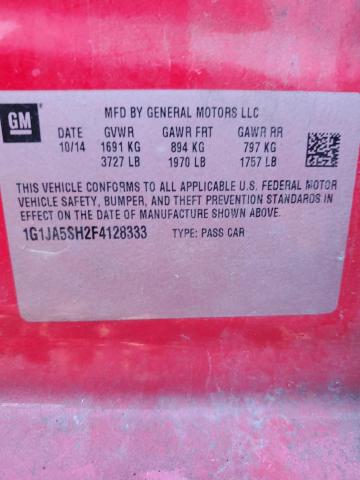 GM
MFD BY GENERAL MOTORS LLC
DATE GVWR GAWR FRT GAWR RR
10/14 1691 KG 894 KG 797 KG
3727 LB 1970 LB 1757 LB
THIS VEHICLE CONFORMS TO ALL APPLICABLE U.S. FEDERAL MOTOR
VEHICLE SAFETY, BUMPER, AND THEFT PREVENTION STANDARDS
IN EFFECT ON THE DATE OF MANUFACTURE SHOWN ABOVE.
1G1JA5SH2F4128333 TYPE: PASS CAR